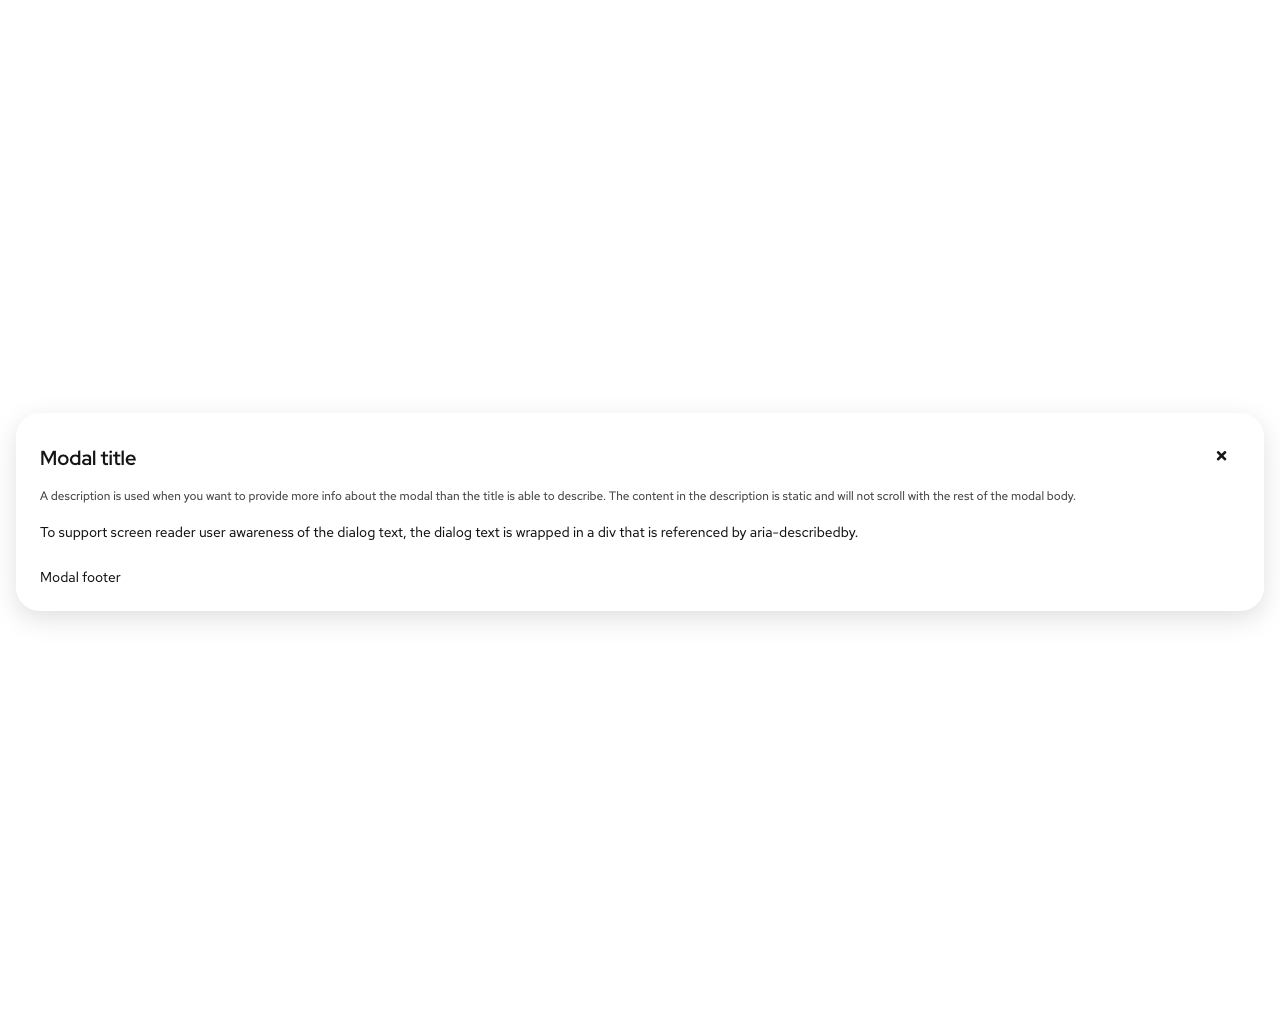 Modal title
A description is used when you want to provide more info about the modal than the title is able to describe. The content in the description is static and will not scroll with the rest of the modal body.
To support screen reader user awareness of the dialog text, the dialog text is wrapped in a div that is referenced by aria-describedby.
Modal footer